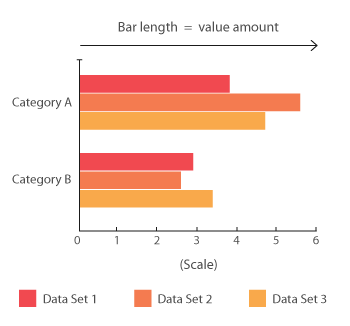 Bar length = value amount
Category A
Category B
0 1 2 3 4 5 6
(Scale)
Data Set 1 Data Set 2 Data Set 3